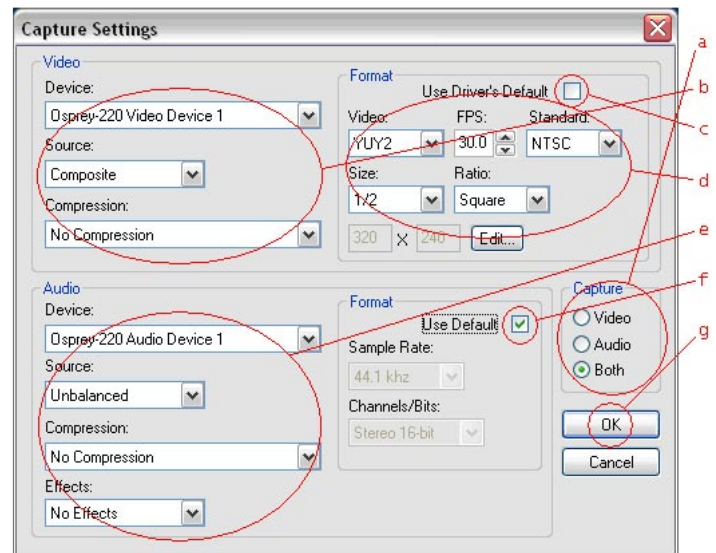 Capture Settings
a
Video
Device:
Osprey-220 Video Device 1
Source:
Composite
Compression:
No Compression
Format
Use Driver's Default
b
c
Video:
FPS:
Standard:
YUY2
30.0
NTSC
Size:
Ratio:
d
1/2
Square
320 X 240 Edit...
e
Audio
Device:
Osprey-220 Audio Device 1
Source:
Unbalanced
Compression:
No Compression
Effects:
No Effects
Format
Use Default
Sample Rate:
44.1 khz
Channels/Bits:
Stereo 16-bit
Capture
f
Video
Audio
Both
g
OK
Cancel